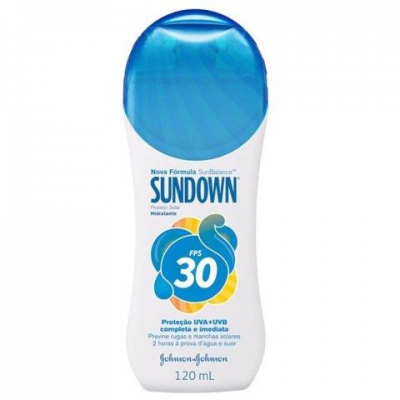 Nova Fórmula SunBalance™
SUNDOWN®
Protetor Solar
Hidratante
FPS
30
Proteção UVA+UVB
completa e imediata
Previne rugas e manchas solares
2 horas à prova d'água e suor
Johnson & Johnson
120 mL